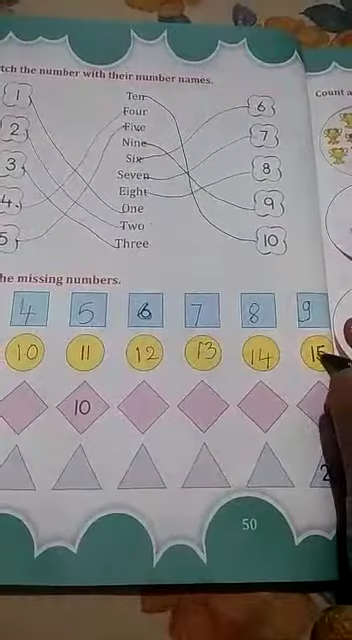 tch the number with their number names.
Count a
1 Ten 6
2 Four 7
3 Five 8
4 Nine 9
5 Six 10
Seven
Eight
One
Two
Three
he missing numbers.
4 5 6 7 8 9
10 11 12 13 14 15
10
2
50